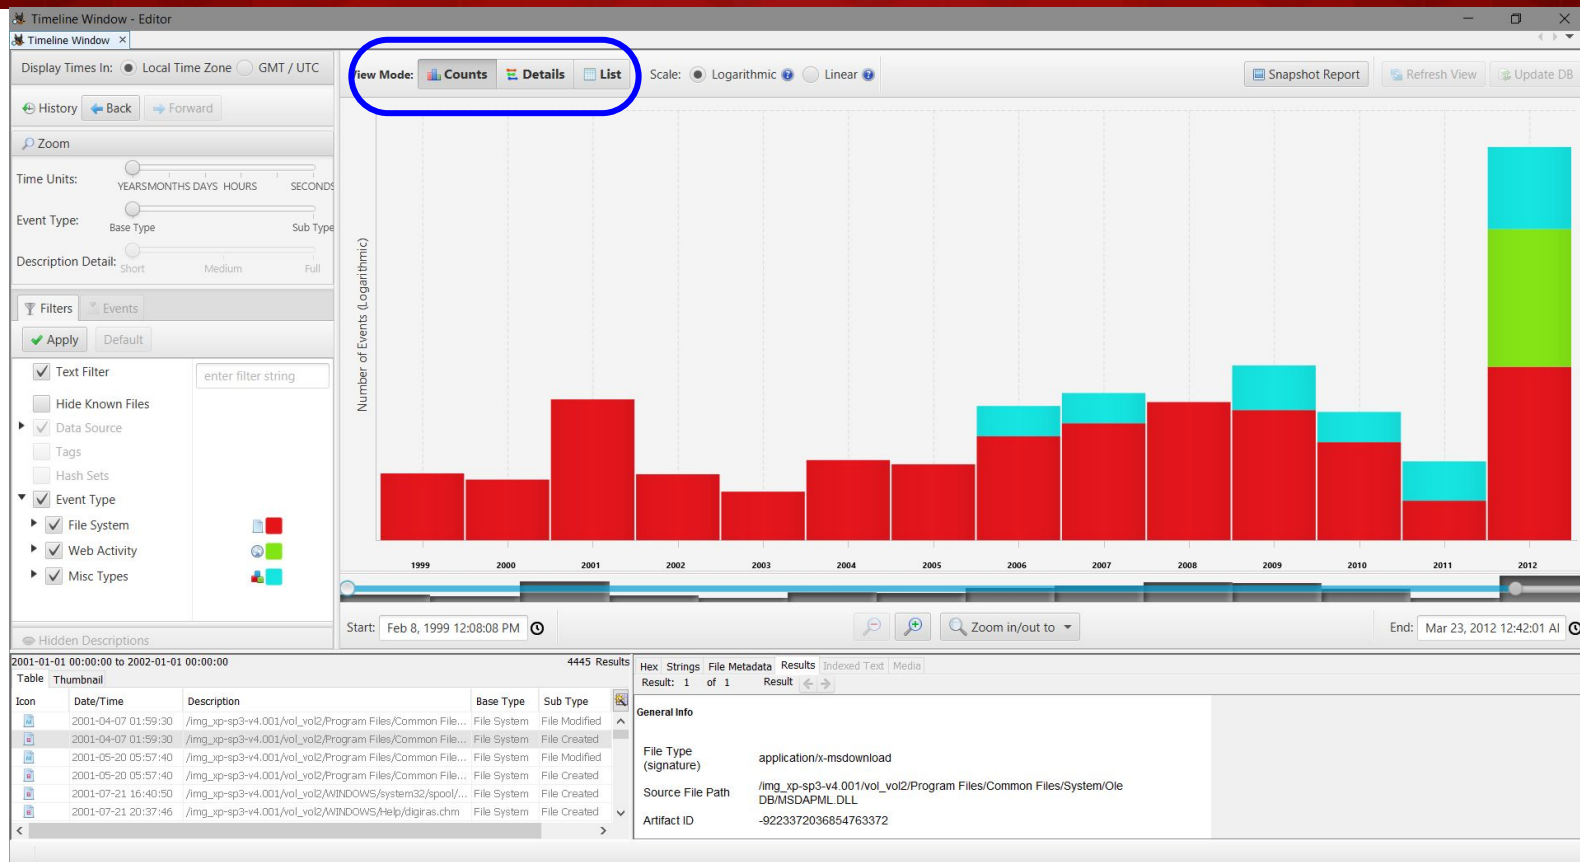 Timeline Window - Editor
Timeline Window
Display Times In: Local Time Zone GMT / UTC
History Back Forward
Zoom
Time Units:
YEARS MONTHS DAYS HOURS SECONDS
Event Type:
Base Type Sub Type
Description Detail:
Short Medium Full
Filters Events
Apply Default
Text Filter enter filter string
Hide Known Files
Data Source
Tags
Hash Sets
Event Type
File System
Web Activity
Misc Types
Hidden Descriptions
View Mode: Counts Details List Scale: Logarithmic Linear Snapshot Report Refresh View Update DB
Number of Events (Logarithmic)
1999 2000 2001 2002 2003 2004 2005 2006 2007 2008 2009 2010 2011 2012
Start: Feb 8, 1999 12:08:08 PM Zoom in/out to End: Mar 23, 2012 12:42:01 AM
2001-01-01 00:00:00 to 2002-01-01 00:00:00 4445 Results
Table Thumbnail
Icon Date/Time Description Base Type Sub Type
2001-04-07 01:59:30 /img_xp-sp3-v4.001/vol_vol2/Program Files/Common File... File System File Modified
2001-04-07 01:59:30 /img_xp-sp3-v4.001/vol_vol2/Program Files/Common File... File System File Created
2001-05-20 05:57:40 /img_xp-sp3-v4.001/vol_vol2/Program Files/Common File... File System File Modified
2001-05-20 05:57:40 /img_xp-sp3-v4.001/vol_vol2/Program Files/Common File... File System File Created
2001-07-21 16:40:50 /img_xp-sp3-v4.001/vol_vol2/WINDOWS/system32/spool/... File System File Created
2001-07-21 20:37:46 /img_xp-sp3-v4.001/vol_vol2/WINDOWS/Help/digiras.chm File System File Created
Hex Strings File Metadata Results Indexed Text Media
Result: 1 of 1 Result
General Info
File Type
(signature)
application/x-msdownload
Source File Path
/img_xp-sp3-v4.001/vol_vol2/Program Files/Common Files/System/Ole
DB/MSDAPML.DLL
Artifact ID -9223372036854763372